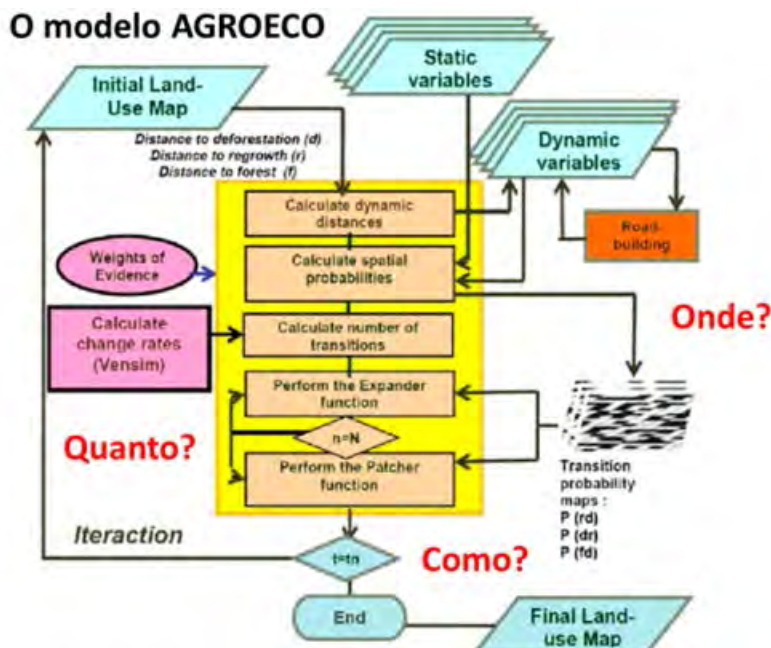 O modelo AGROECO
Initial Land-
Use Map
Static
variables
Distance to deforestation (d)
Distance to regrowth (r)
Distance to forest (f)
Dynamic
variables
Calculate dynamic
distances
Road-
building
Weights of
Evidence
Calculate spatial
probabilities
Onde?
Calculate
change rates
(Vensim)
Calculate number of
transitions
Perform the Expander
function
Quanto?
n=N
Perform the Patcher
function
Transition
probability
maps :
P (rd)
P (dr)
P (fd)
Iteraction
t=tn
Como?
End
Final Land-
use Map